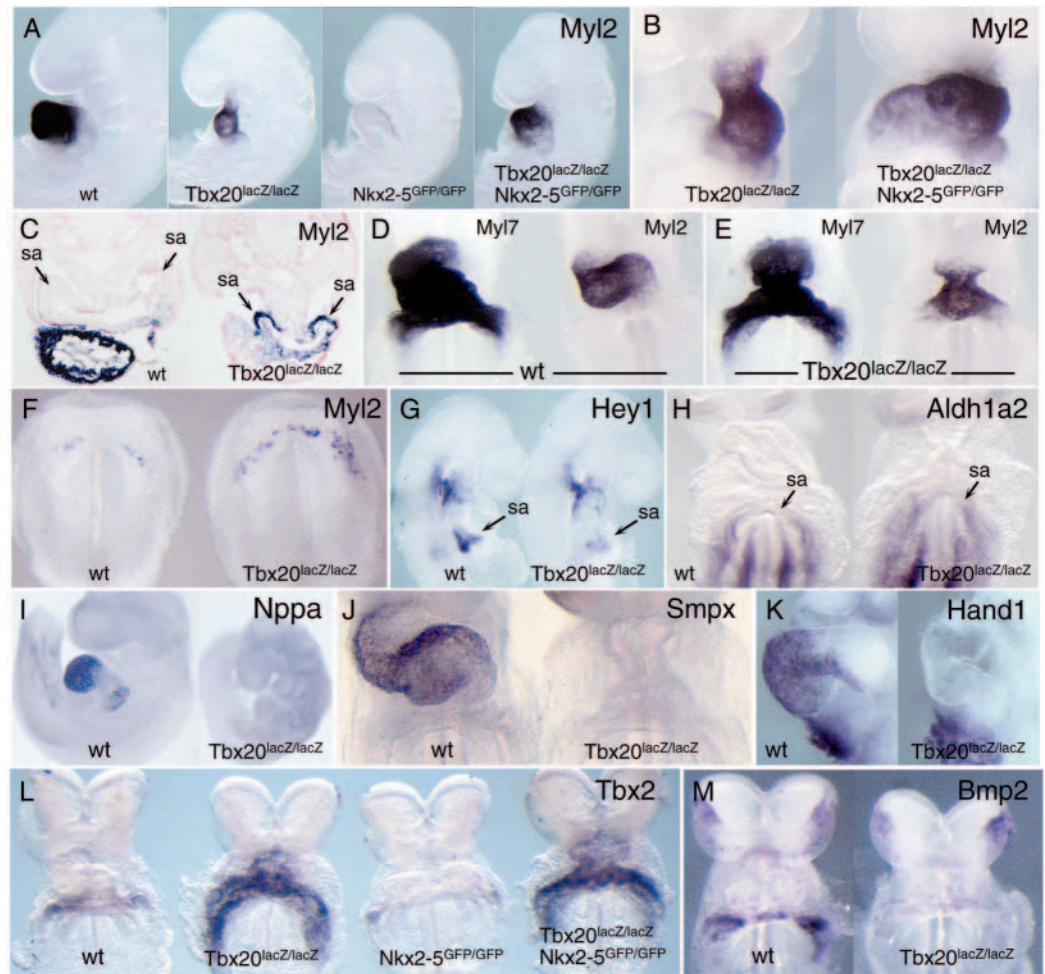 A Myl2
wt Tbx20lacZ/lacZ Nkx2-5GFP/GFP Tbx20lacZ/lacZ
Nkx2-5GFP/GFP
B Myl2
Tbx20lacZ/lacZ Tbx20lacZ/lacZ
Nkx2-5GFP/GFP
C Myl2
sa sa sa sa
wt Tbx20lacZ/lacZ
D Myl7 Myl2
wt
E Myl7 Myl2
Tbx20lacZ/lacZ
F Myl2
wt Tbx20lacZ/lacZ
G Hey1
sa sa
wt Tbx20lacZ/lacZ
H Aldh1a2
sa sa
wt Tbx20lacZ/lacZ
I Nppa
wt Tbx20lacZ/lacZ
J Smpx
wt Tbx20lacZ/lacZ
K Hand1
wt Tbx20lacZ/lacZ
L Tbx2
wt Tbx20lacZ/lacZ Nkx2-5GFP/GFP Tbx20lacZ/lacZ
Nkx2-5GFP/GFP
M Bmp2
wt Tbx20lacZ/lacZ